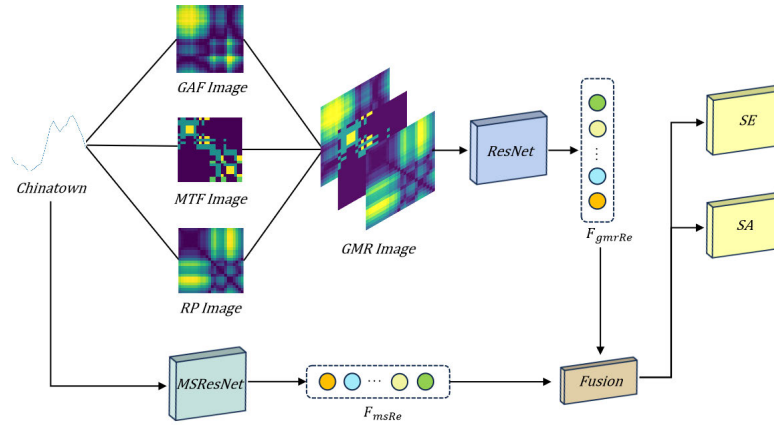 GAF Image
SE
ResNet
Chinatown
MTF Image
SA
GMR Image
F_gmrRe
RP Image
MSResNet
Fusion
F_msRe